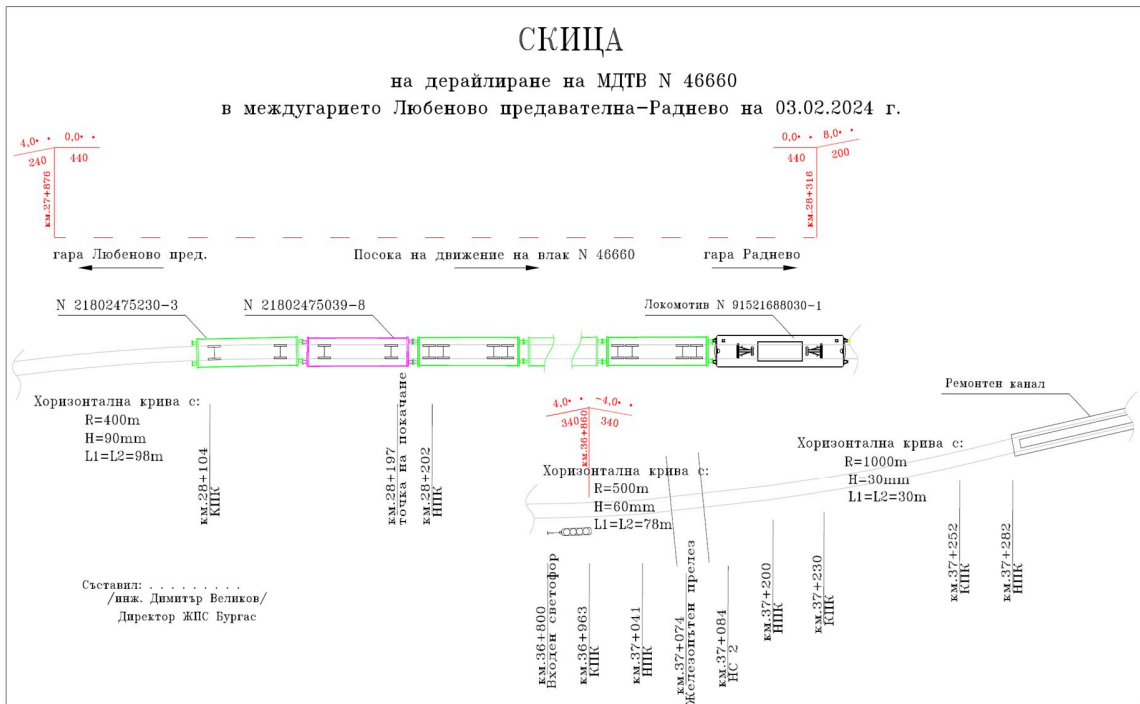 СКИЦА
на дерайлиране на МДТВ N 46660
в междугарието Любеново предавателна-Раднево на 03.02.2024 г.
4,0• •
0,0• •
240
440
км.27+876
0,0• •
8,0• •
440
200
км.28+316
гара Любеново пред.
Посока на движение на влак N 46660
гара Раднево
N 21802475230-3
N 21802475039-8
Локомотив N 91521688030-1
Ремонтен канал
Хоризонтална крива с:
R=400m
H=90mm
L1=L2=98m
км.28+104
КПК
км.28+197
точка на покачане
км.28+202
НПК
4,0• •
-4,0• •
340
340
км.36+860
Хоризонтална крива с:
R=500m
H=60mm
L1=L2=78m
Хоризонтална крива с:
R=1000m
H=30mm
L1=L2=30m
км.36+800
Входен светофор
км.36+963
КПК
км.37+041
НПК
км.37+074
Железопътен прелез
км.37+084
НС 2
км.37+200
НПК
км.37+230
КПК
км.37+252
КПК
км.37+282
НПК
Съставил: . . . . . . . . .
/инж. Димитър Великов/
Директор ЖПС Бургас